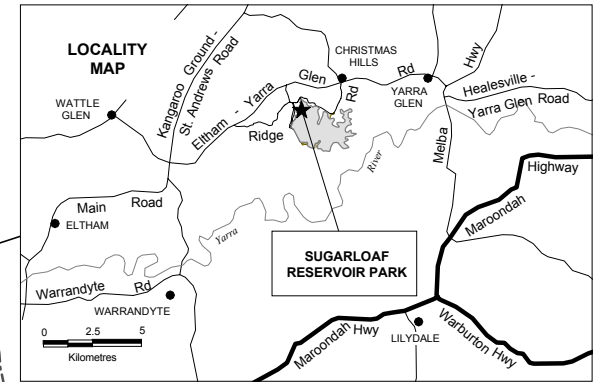 LOCALITY
MAP
Kangaroo Ground -
St. Andrews Road
CHRISTMAS
HILLS
Hwy
WATTLE
GLEN
Eltham - Yarra Glen Rd
YARRA
GLEN
Healesville -
Yarra Glen Road
Ridge Rd
River
Melba
Highway
Maroondah
Main Road
ELTHAM
Yarra
SUGARLOAF
RESERVOIR PARK
Warrandyte Rd
WARRANDYTE
0 2.5 5
Kilometres
Maroondah Hwy
LILYDALE
Warburton Hwy